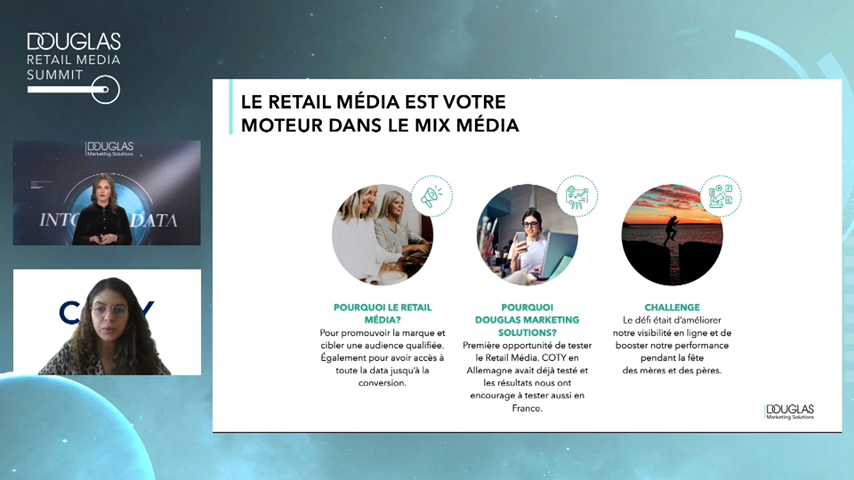 DOUGLAS
RETAIL MEDIA
SUMMIT
DOUGLAS
Marketing Solutions
INTO DATA
COTY
LE RETAIL MÉDIA EST VOTRE
MOTEUR DANS LE MIX MÉDIA
POURQUOI LE RETAIL
MÉDIA?
Pour promouvoir la marque et
cibler une audience qualifiée.
Également pour avoir accès à
toute la data jusqu'à la
conversion.
POURQUOI
DOUGLAS MARKETING
SOLUTIONS?
Première opportunité de tester
le Retail Média. COTY en
Allemagne avait déjà testé et
les résultats nous ont
encouragé à tester aussi en
France.
CHALLENGE
Le défi était d'améliorer
notre visibilité en ligne et de
booster notre performance
pendant la fête
des mères et des pères.
DOUGLAS
Marketing Solutions